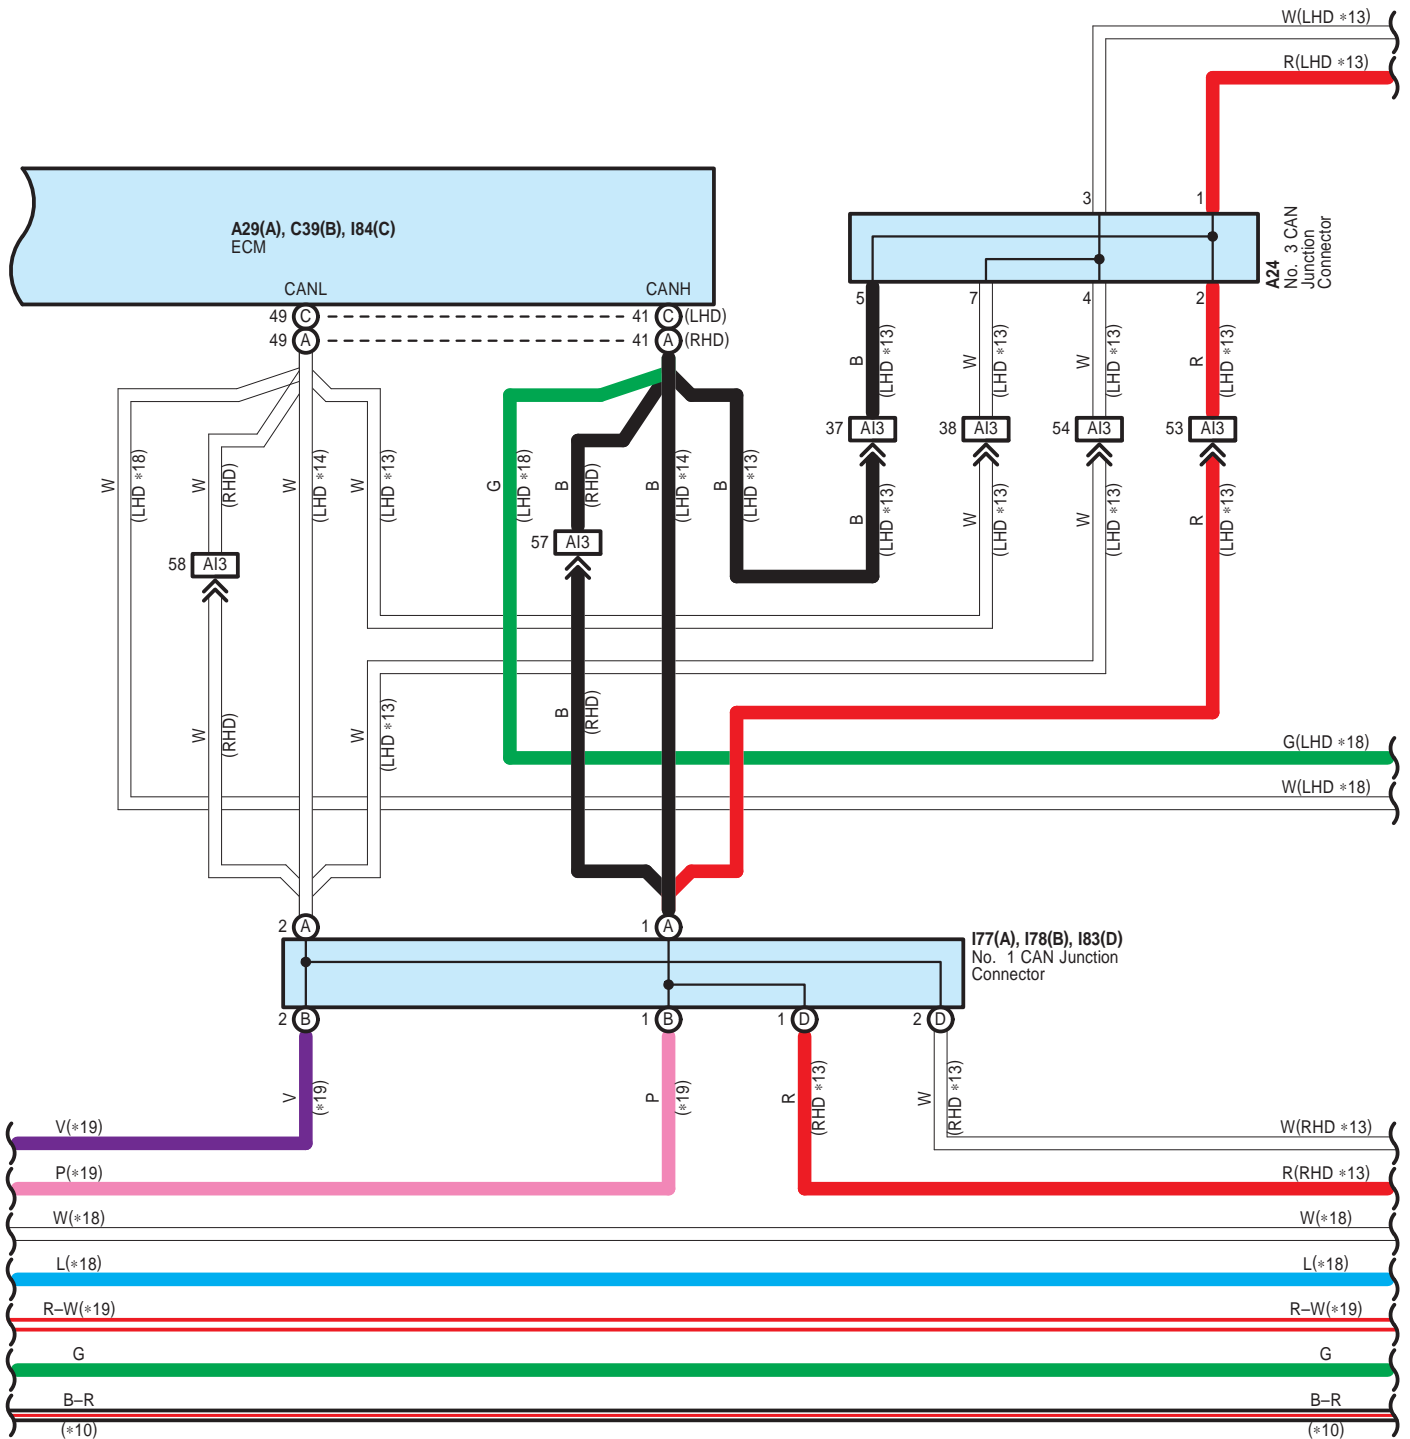 W(LHD *13)
R(LHD *13)
A29(A), C39(B), I84(C)
ECM
CANL
CANH
49 C
41 C (LHD)
49 A
41 A (RHD)
3
1
A24
No. 3 CAN
Junction
Connector
5
7
4
2
B
(LHD *13)
W
(LHD *13)
W
(LHD *13)
R
(LHD *13)
37 AI3
38 AI3
54 AI3
53 AI3
W
(LHD *18)
W
(RHD)
W
(LHD *14)
W
(LHD *13)
G
(LHD *18)
B
(RHD)
B
(LHD *14)
B
(LHD *13)
B
(LHD *13)
W
(LHD *13)
W
(LHD *13)
R
(LHD *13)
58 AI3
57 AI3
W
(RHD)
W
(LHD *13)
B
(RHD)
G(LHD *18)
W(LHD *18)
2 A
1 A
I77(A), I78(B), I83(D)
No. 1 CAN Junction
Connector
2 B
1 B
1 D
2 D
V
(*19)
P
(*19)
R
(RHD *13)
W
(RHD *13)
V(*19)
W(RHD *13)
P(*19)
R(RHD *13)
W(*18)
W(*18)
L(*18)
L(*18)
R–W(*19)
R–W(*19)
G
G
B–R
B–R
(*10)
(*10)